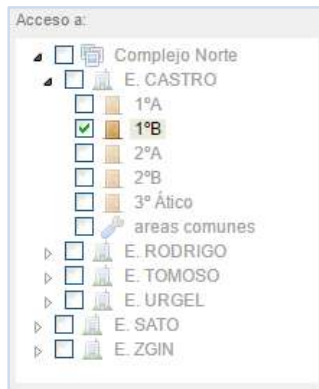 Acceso a:
Complejo Norte
E. CASTRO
1ºA
1ºB
2ºA
2ºB
3º Ático
areas comunes
E. RODRIGO
E. TOMOSO
E. URGEL
E. SATO
E. ZGIN